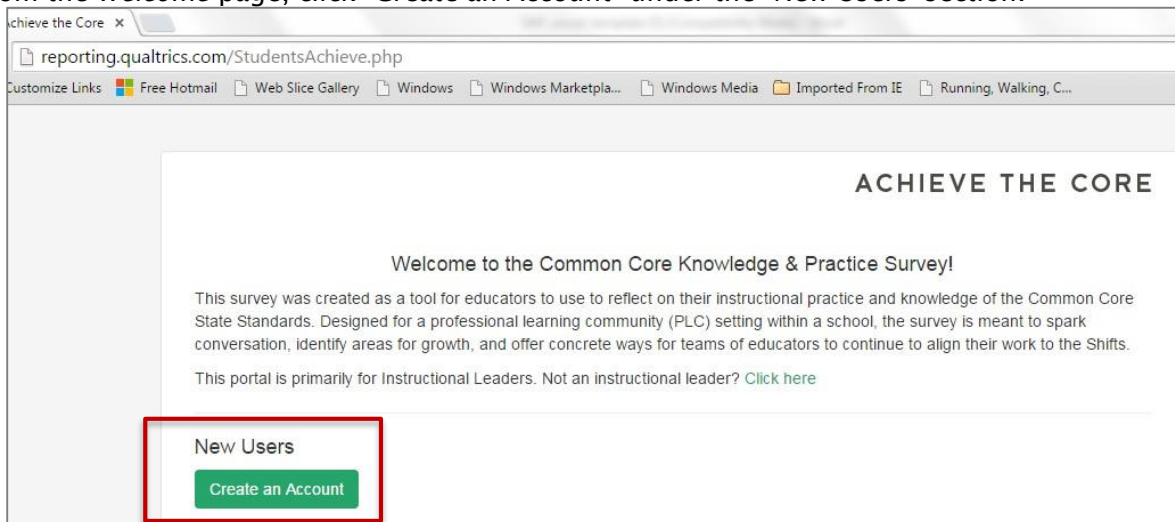 om the welcome page, click "Create an Account" under the "New Users" section.
Achieve the Core ×
reporting.qualtrics.com/StudentsAchieve.php
Customize Links Free Hotmail Web Slice Gallery Windows Windows Marketpla... Windows Media Imported From IE Running, Walking, C...
ACHIEVE THE CORE
Welcome to the Common Core Knowledge & Practice Survey!
This survey was created as a tool for educators to use to reflect on their instructional practice and knowledge of the Common Core
State Standards. Designed for a professional learning community (PLC) setting within a school, the survey is meant to spark
conversation, identify areas for growth, and offer concrete ways for teams of educators to continue to align their work to the Shifts.
This portal is primarily for Instructional Leaders. Not an instructional leader? Click here
New Users
Create an Account